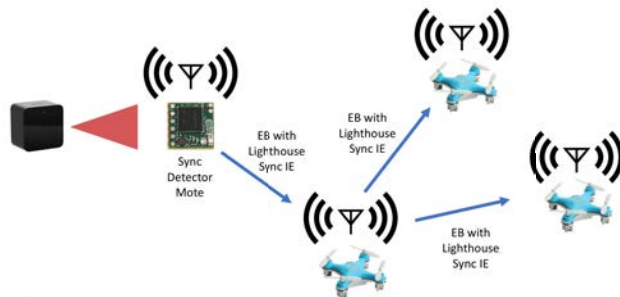 EB with
Lighthouse
Sync IE
EB with
Lighthouse
Sync IE
Sync
Detector
Mote
EB with
Lighthouse
Sync IE